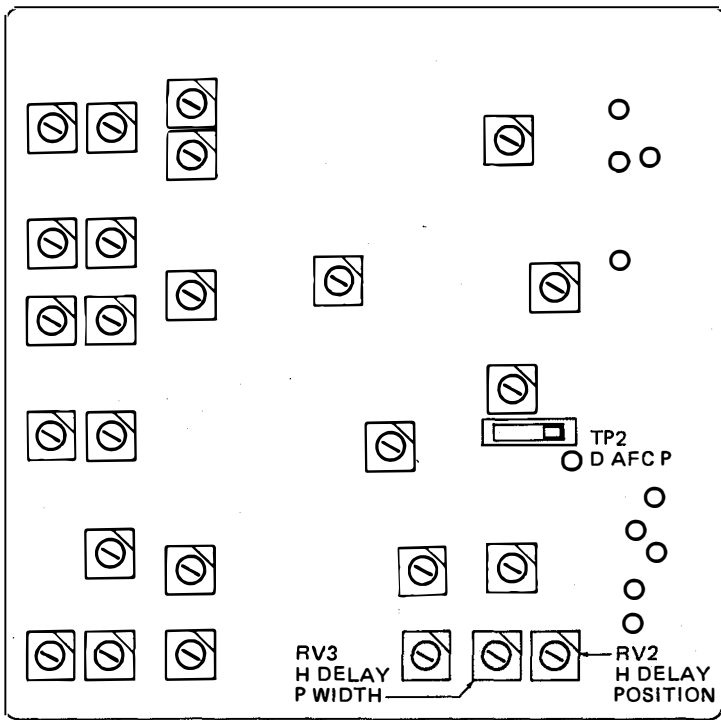 TP2
D AFC P
RV3
H DELAY
P WIDTH
RV2
H DELAY
POSITION